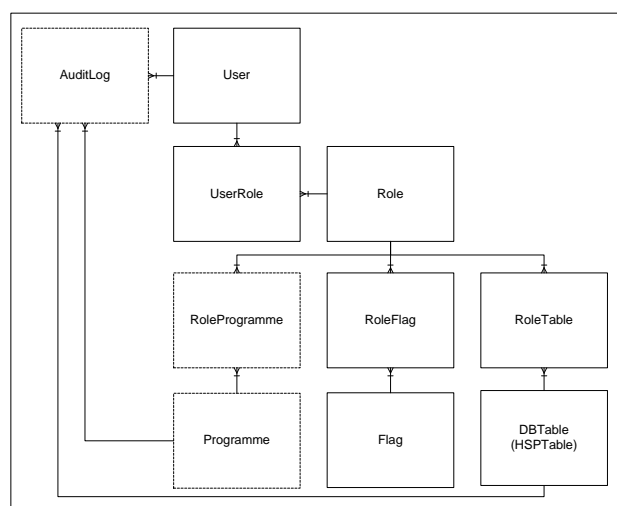 AuditLog
User
UserRole
Role
RoleProgramme
RoleFlag
RoleTable
Programme
Flag
DBTable
(HSPTable)